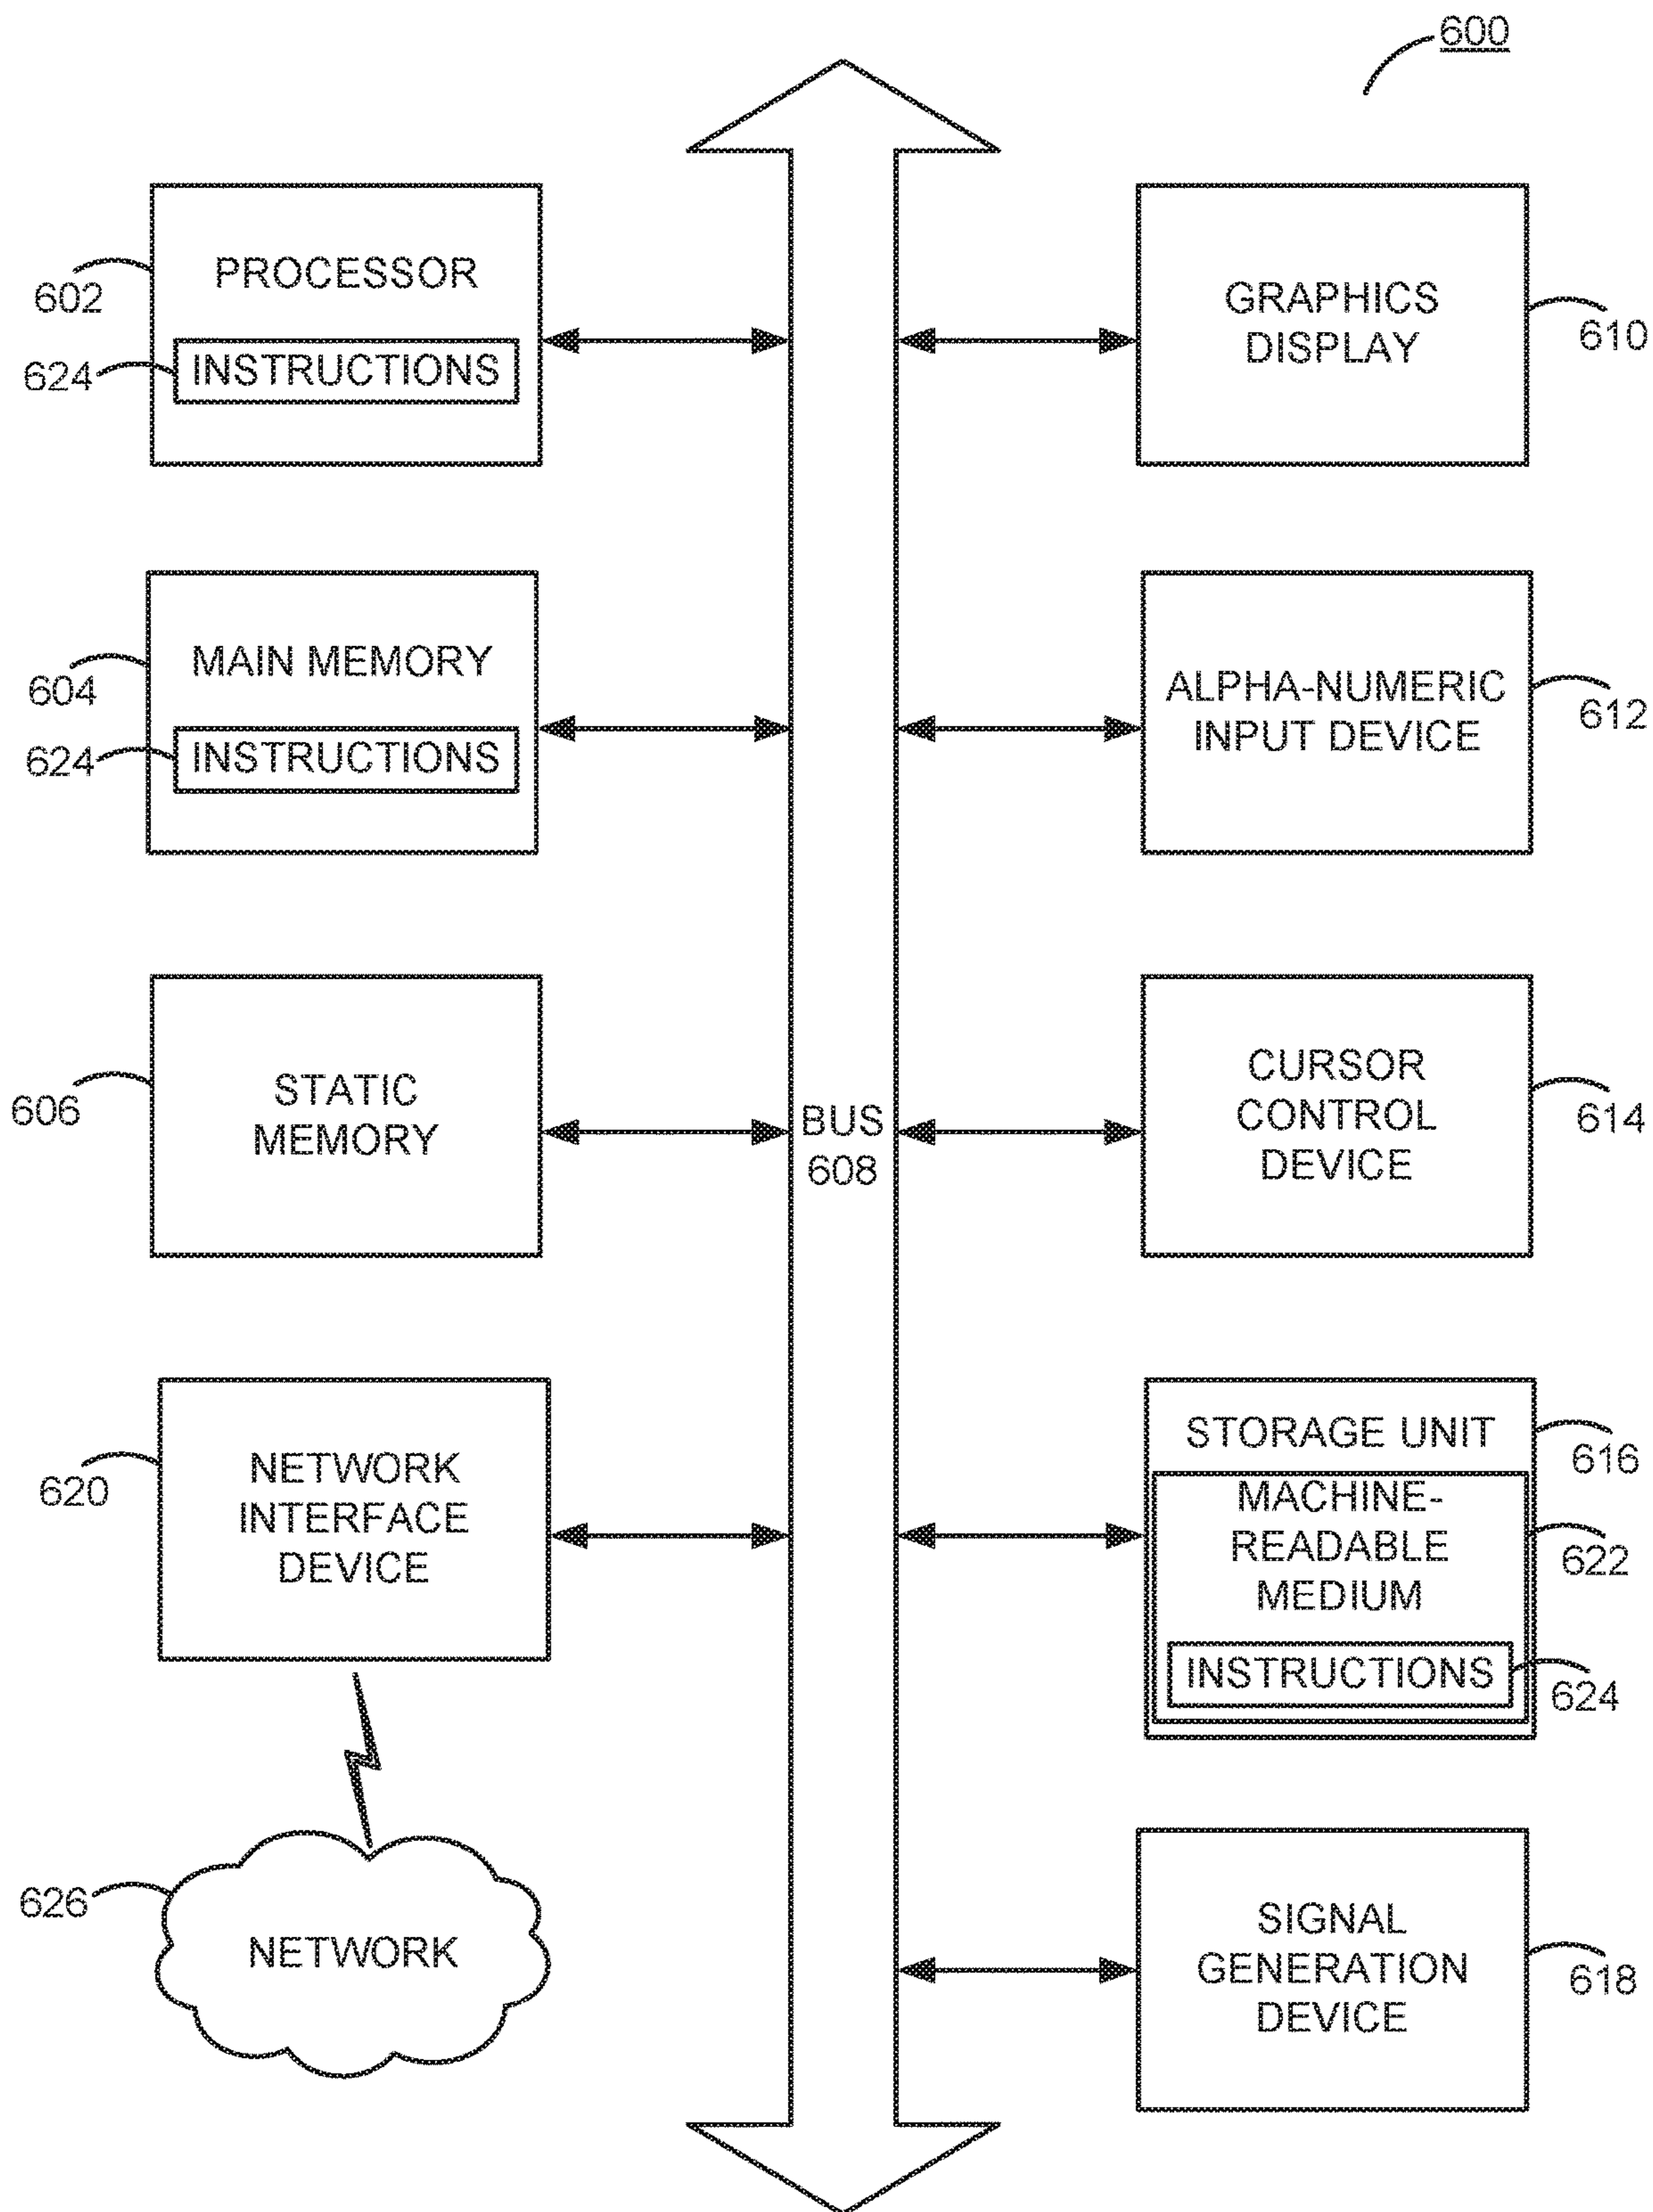 600
PROCESSOR
602
624
INSTRUCTIONS
GRAPHICS
DISPLAY
610
MAIN MEMORY
604
624
INSTRUCTIONS
ALPHA-NUMERIC
INPUT DEVICE
612
STATIC
MEMORY
606
BUS
608
CURSOR
CONTROL
DEVICE
614
NETWORK
INTERFACE
DEVICE
620
STORAGE UNIT
616
MACHINE-
READABLE
MEDIUM
622
INSTRUCTIONS
624
626
NETWORK
SIGNAL
GENERATION
DEVICE
618